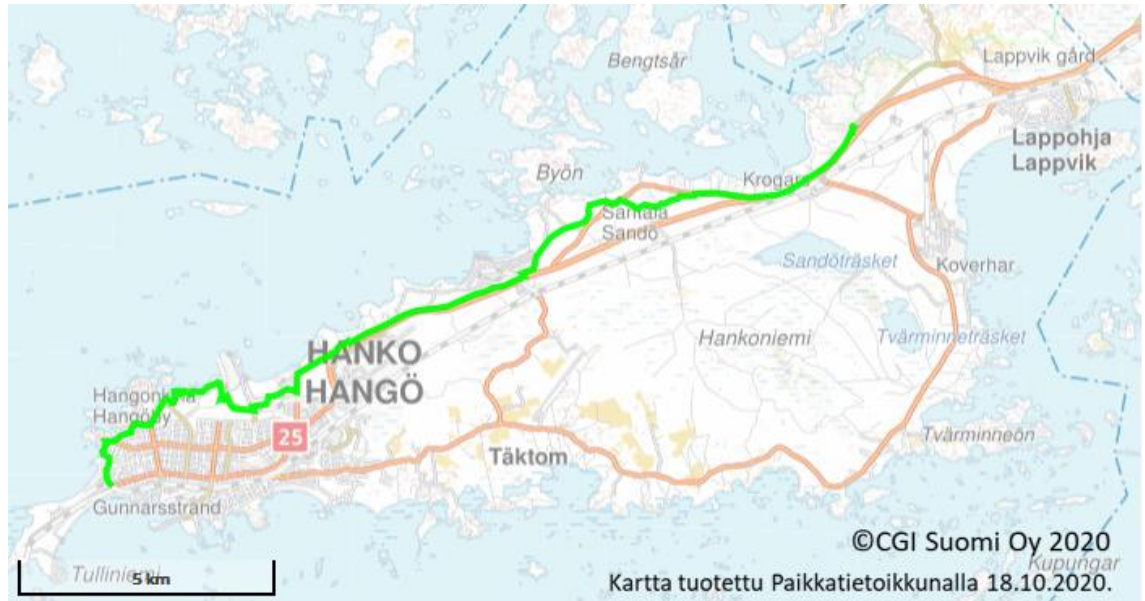 Bengtsår
Lappvik gård
Lappohja
Lappvik
Byön
Krogars
Santala
Sandö
Sandöträsket
Koverhar
Hankoniemi
Tvärminneträsket
HANKO
HANGÖ
Hangonkylä
Hangöby
25
Täktom
Tvärminneön
Gunnarsstrand
©CGI Suomi Oy 2020
Kupungar
Tulliniemi
5 km
Kartta tuotettu Paikkatietoikkunalla 18.10.2020.